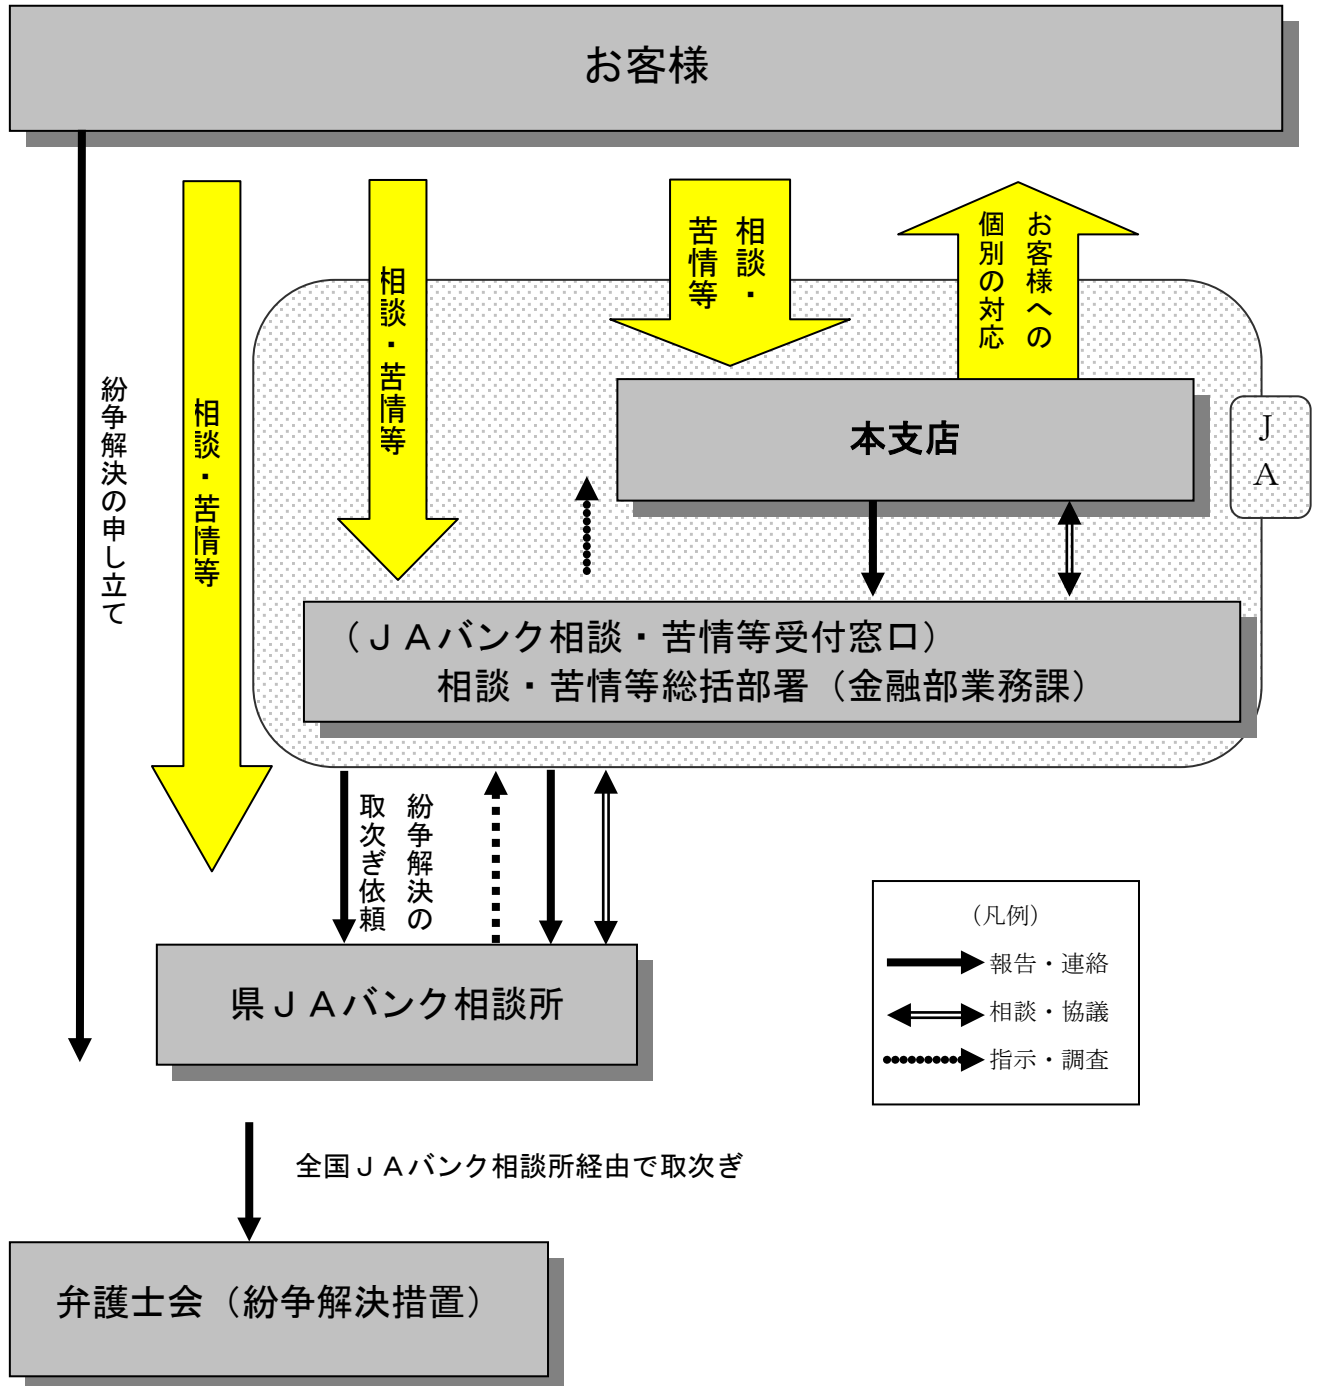 お客様
紛争解決の申し立て
相談・苦情等
相談・苦情等
相談・
苦情等
お客様への
個別の対応
本支店
ＪＡ
（ＪＡバンク相談・苦情等受付窓口）
相談・苦情等総括部署（金融部業務課）
紛争解決の
取次ぎ依頼
県ＪＡバンク相談所
（凡例）
報告・連絡
相談・協議
指示・調査
全国ＪＡバンク相談所経由で取次ぎ
弁護士会（紛争解決措置）